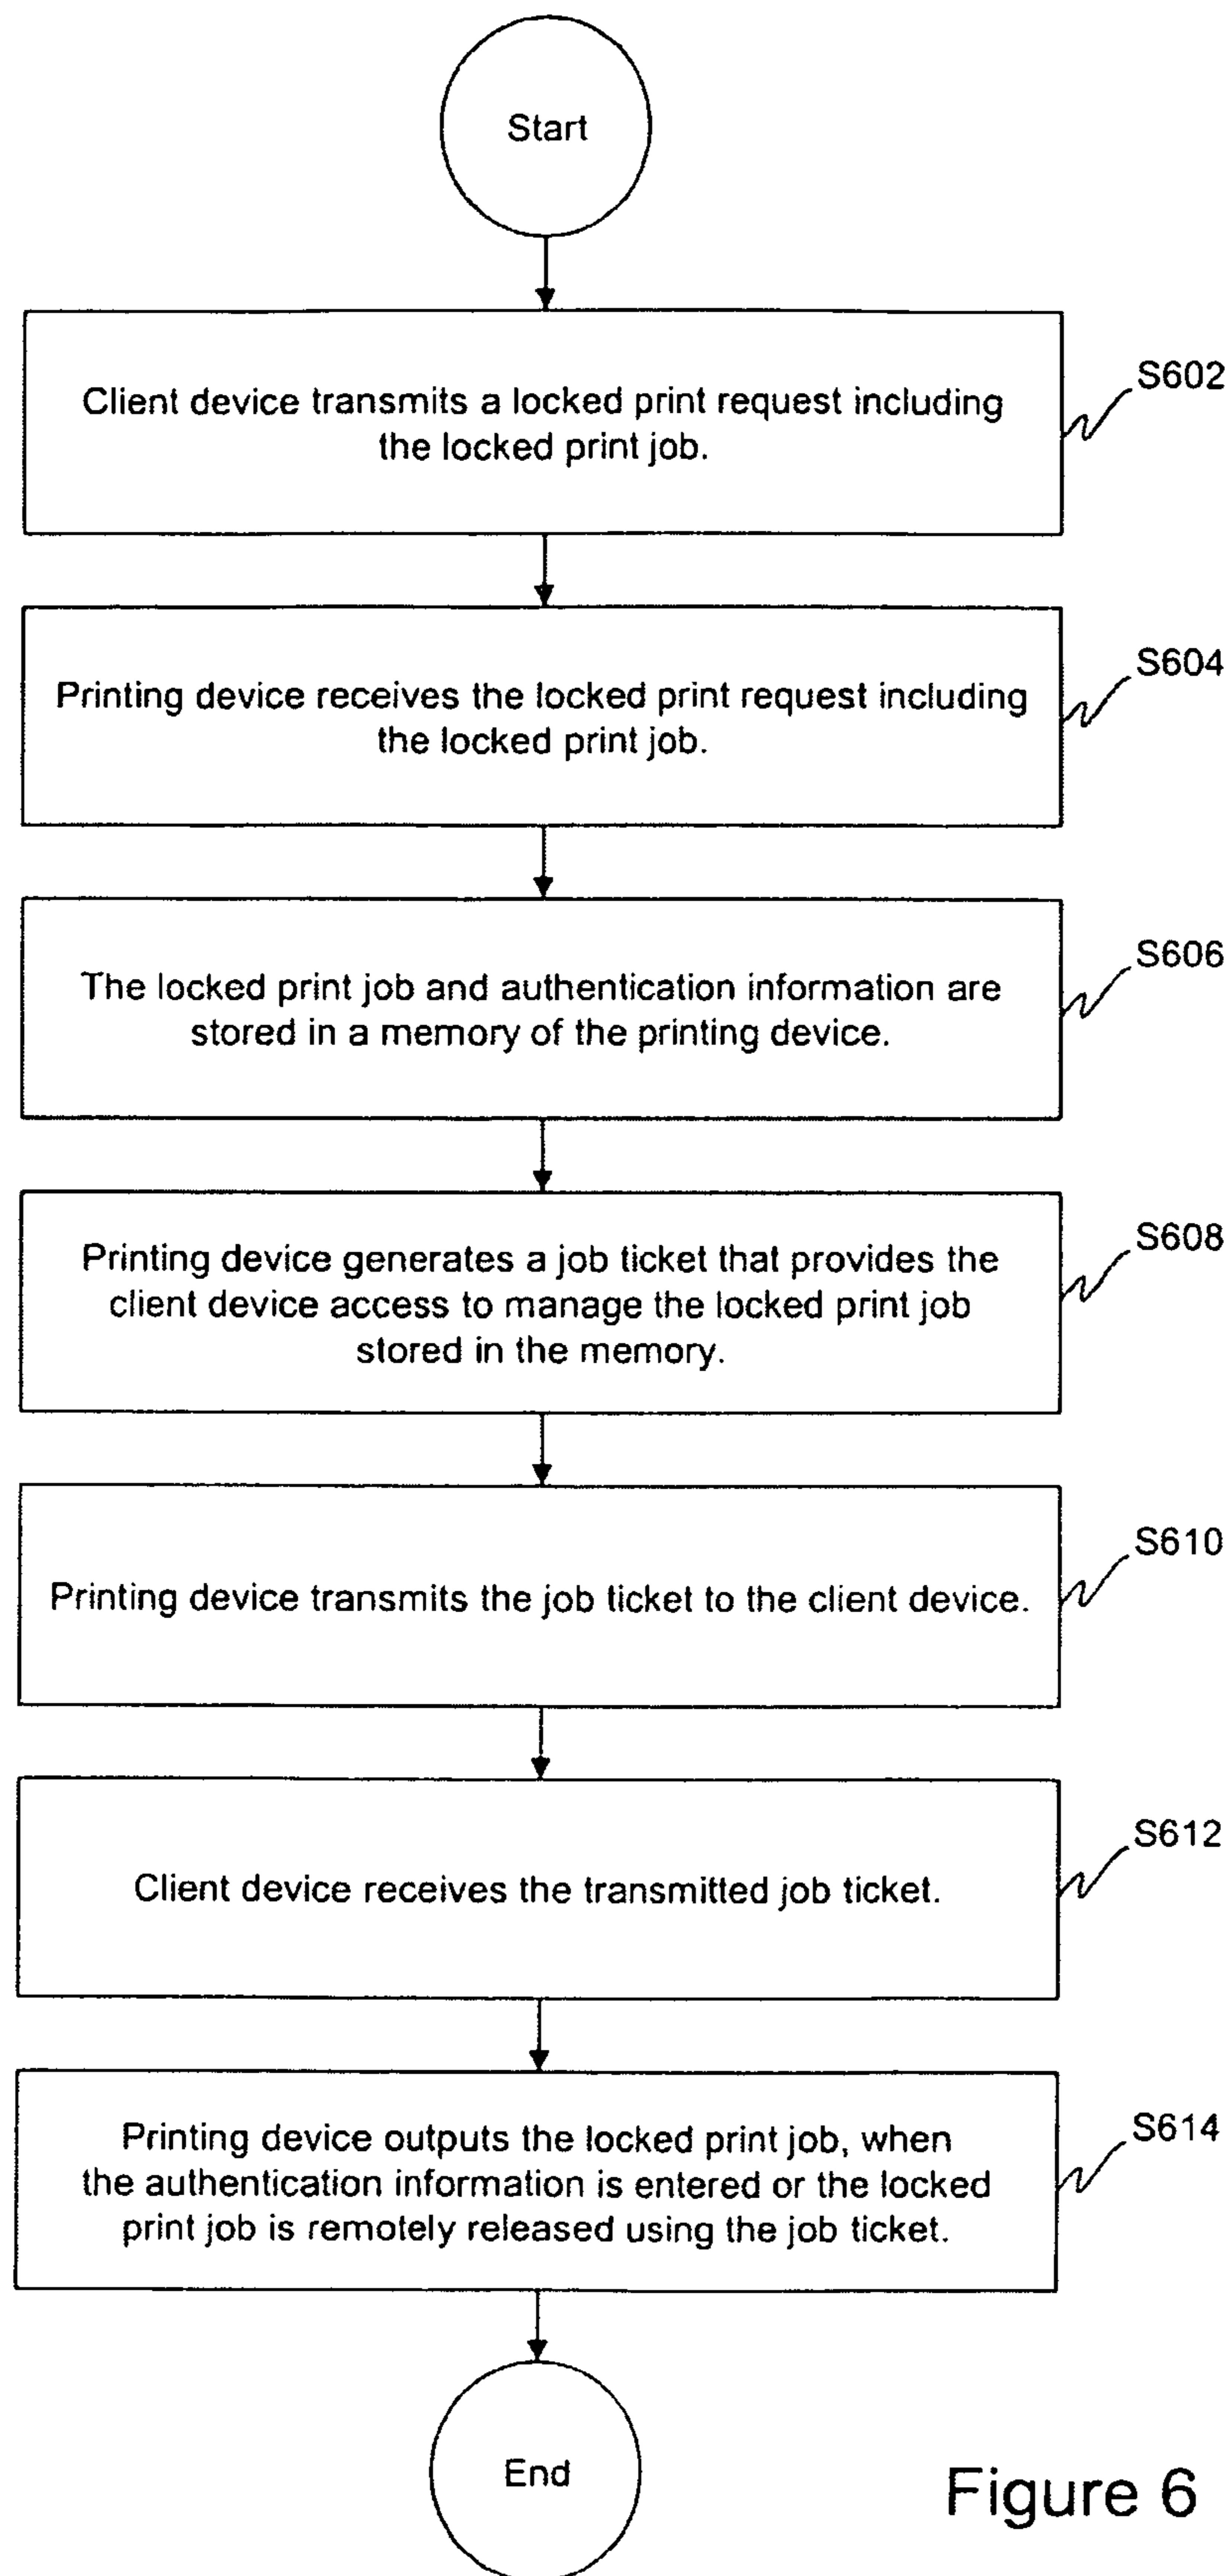 Start
Client device transmits a locked print request including
the locked print job.
S602
Printing device receives the locked print request including
the locked print job.
S604
The locked print job and authentication information are
stored in a memory of the printing device.
S606
Printing device generates a job ticket that provides the
client device access to manage the locked print job
stored in the memory.
S608
Printing device transmits the job ticket to the client device.
S610
Client device receives the transmitted job ticket.
S612
Printing device outputs the locked print job, when
the authentication information is entered or the locked
print job is remotely released using the job ticket.
S614
End
Figure 6